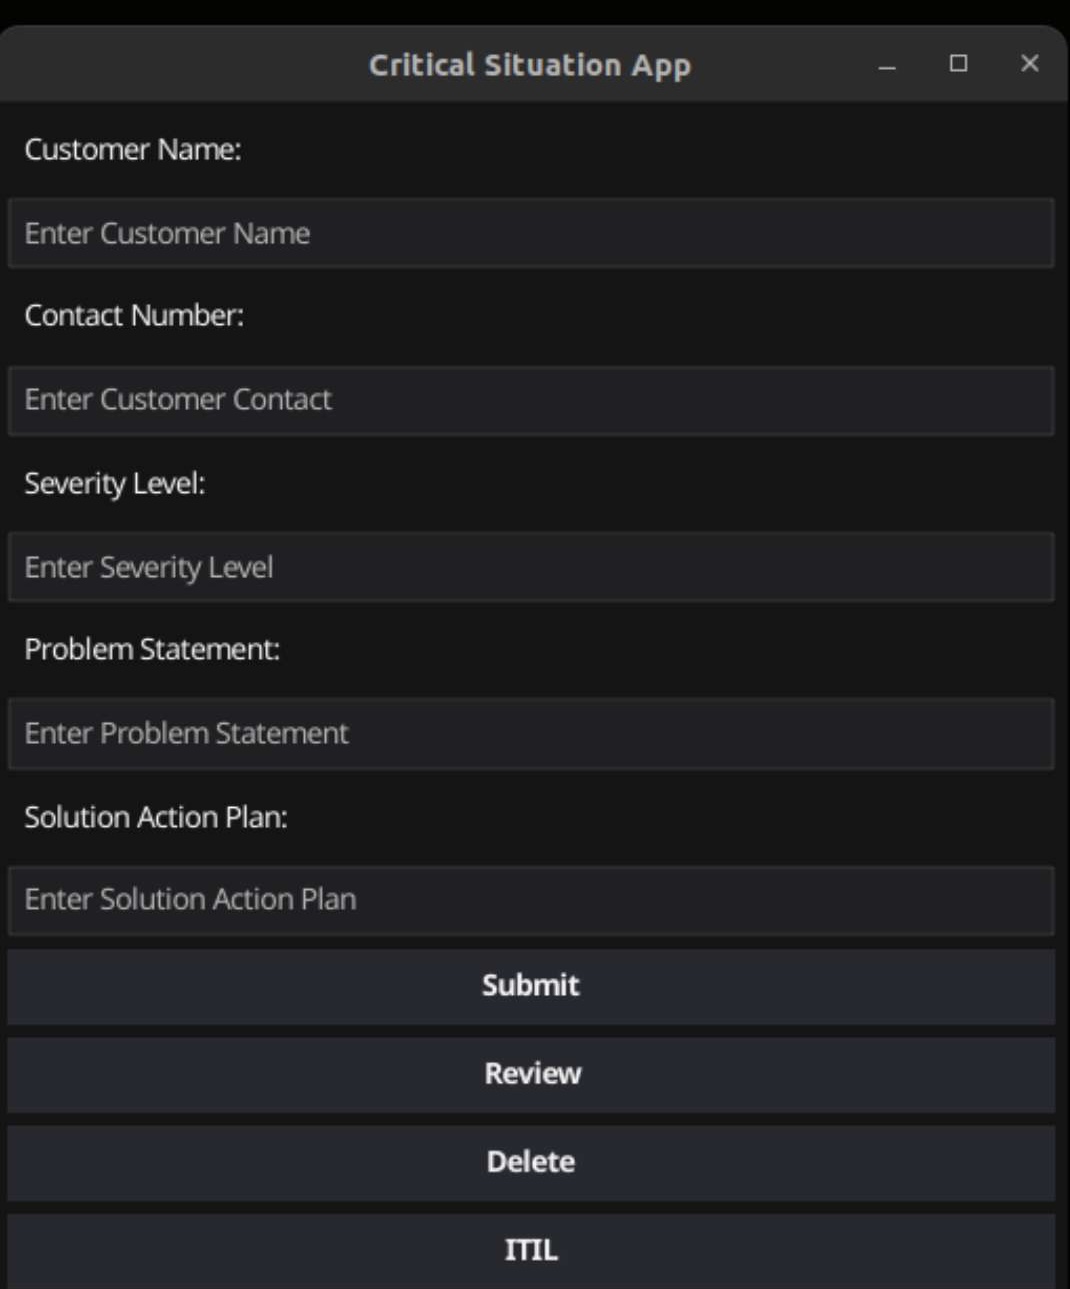 Critical Situation App
Customer Name:
Enter Customer Name
Contact Number:
Enter Customer Contact
Severity Level:
Enter Severity Level
Problem Statement:
Enter Problem Statement
Solution Action Plan:
Enter Solution Action Plan
Submit
Review
Delete
ITIL